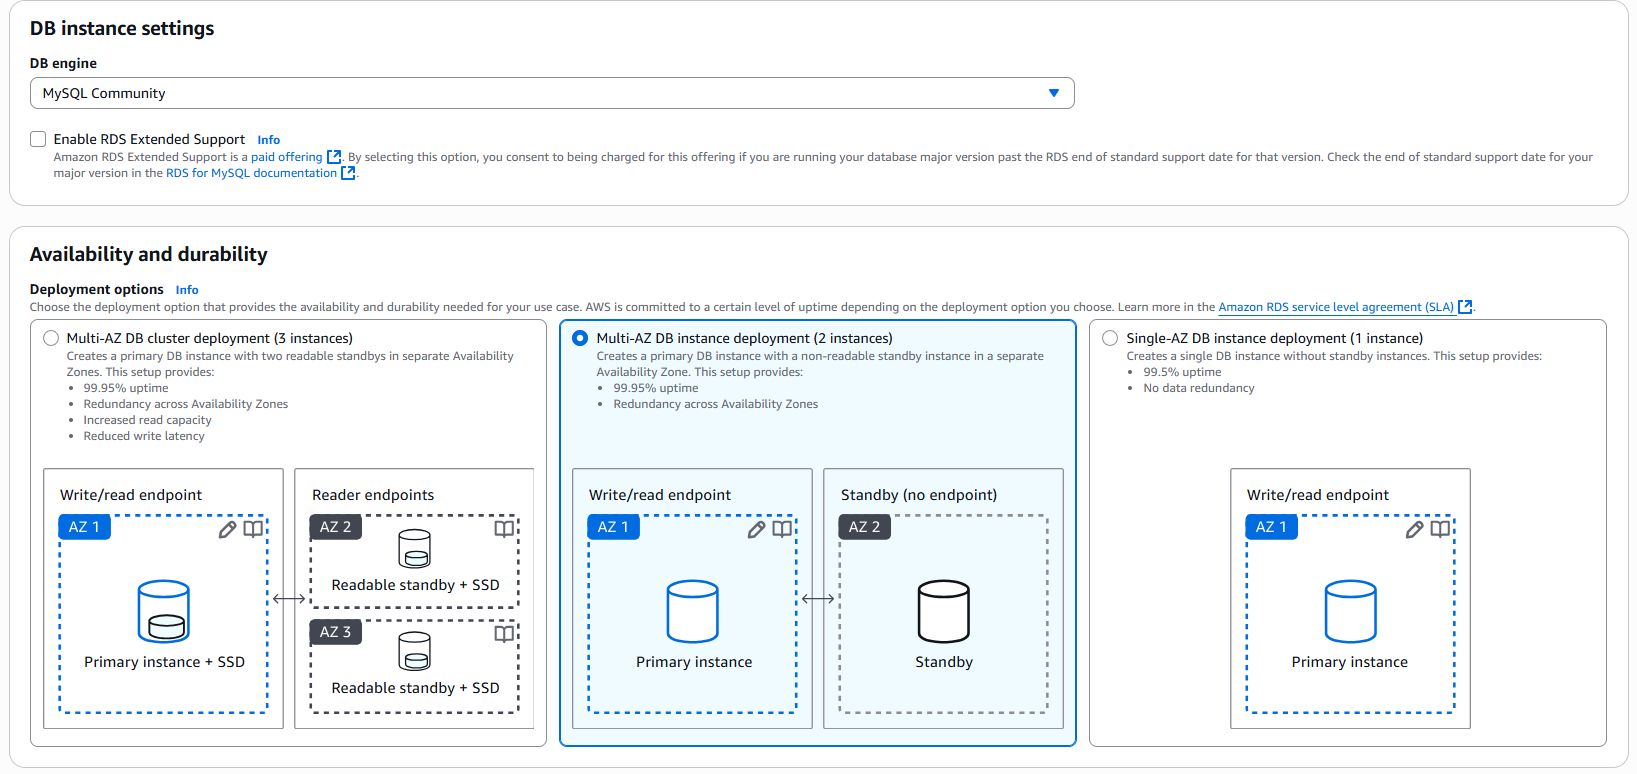 DB instance settings
DB engine
MySQL Community
Enable RDS Extended Support Info
Amazon RDS Extended Support is a paid offering. By selecting this option, you consent to being charged for this offering if you are running your database major version past the RDS end of standard support date for that version. Check the end of standard support date for your
major version in the RDS for MySQL documentation.
Availability and durability
Deployment options Info
Choose the deployment option that provides the availability and durability needed for your use case. AWS is committed to a certain level of uptime depending on the deployment option you choose. Learn more in the Amazon RDS service level agreement (SLA).
Multi-AZ DB cluster deployment (3 instances)
Creates a primary DB instance with two readable standbys in separate Availability
Zones. This setup provides:
• 99.95% uptime
• Redundancy across Availability Zones
• Increased read capacity
• Reduced write latency
Write/read endpoint
AZ 1
Primary instance + SSD
Reader endpoints
AZ 2
Readable standby + SSD
AZ 3
Readable standby + SSD
Multi-AZ DB instance deployment (2 instances)
Creates a primary DB instance with a non-readable standby instance in a separate
Availability Zone. This setup provides:
• 99.95% uptime
• Redundancy across Availability Zones
Write/read endpoint
AZ 1
Primary instance
Standby (no endpoint)
AZ 2
Standby
Single-AZ DB instance deployment (1 instance)
Creates a single DB instance without standby instances. This setup provides:
• 99.5% uptime
• No data redundancy
Write/read endpoint
AZ 1
Primary instance